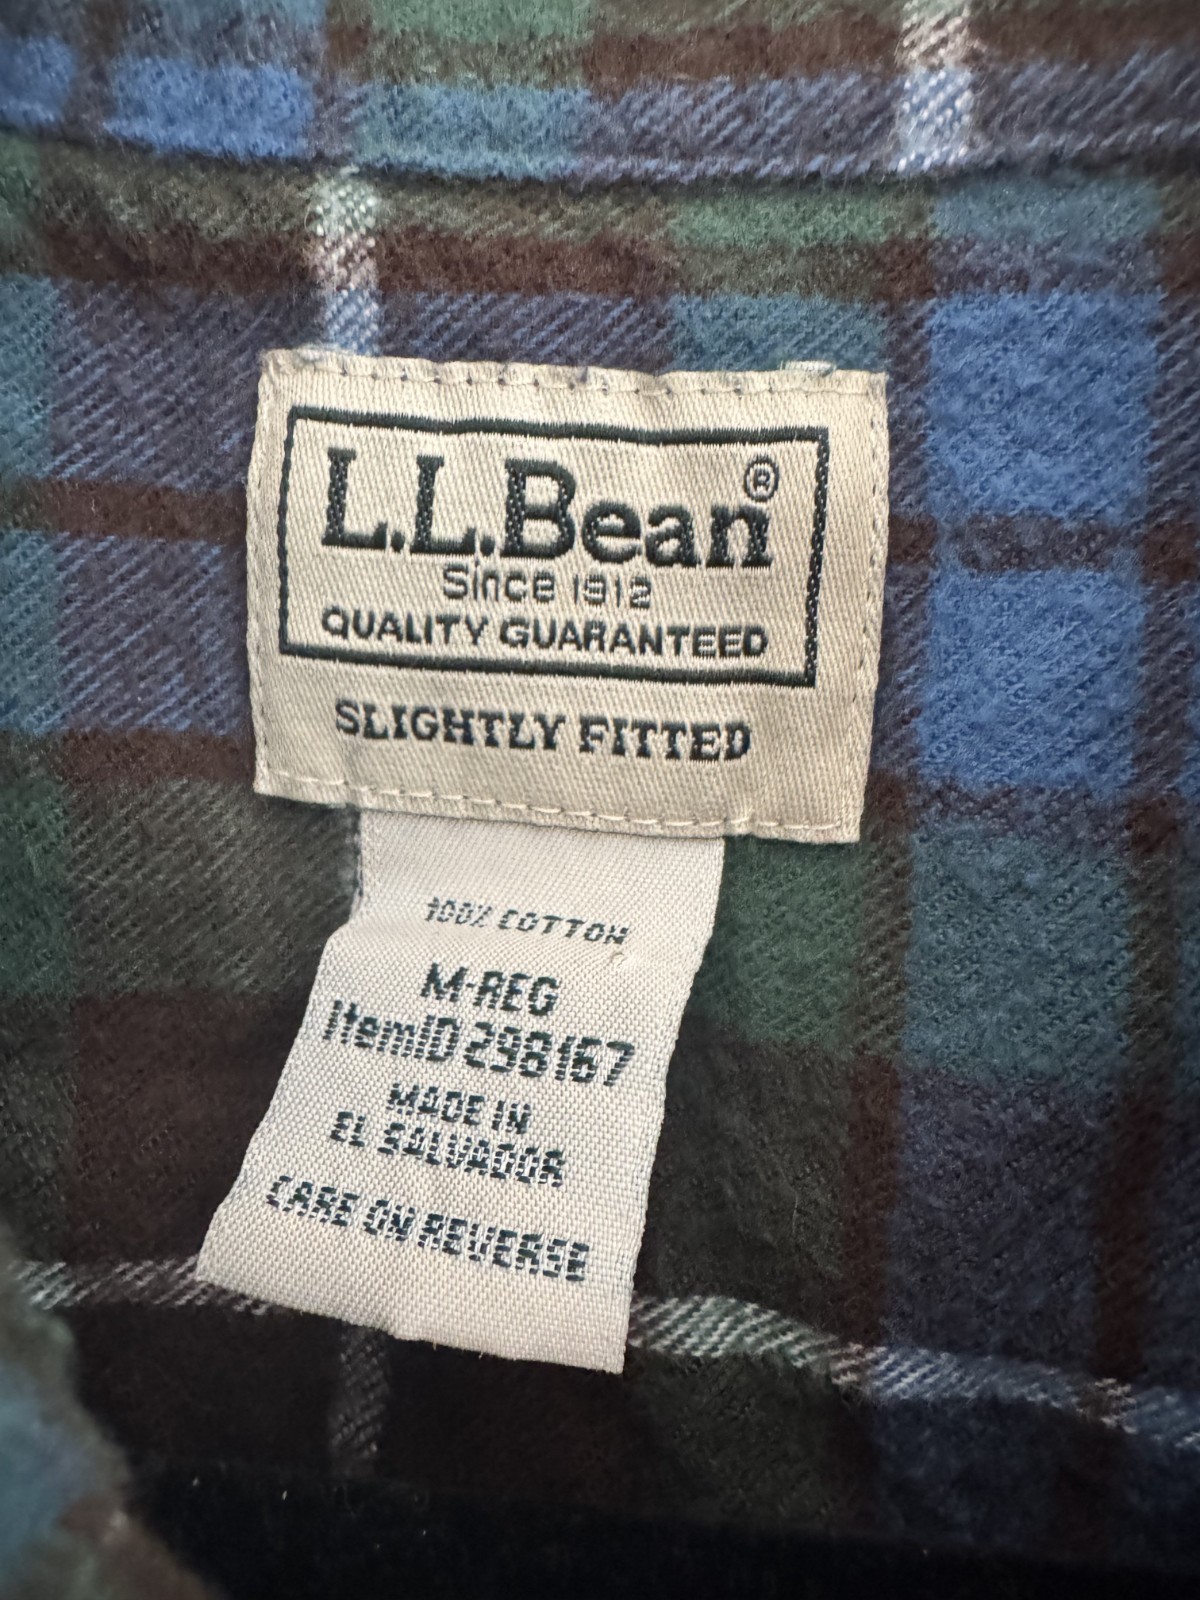 L.L.Bean®
Since 1912
QUALITY GUARANTEED
SLIGHTLY FITTED
100% COTTON
M-REG
ItemID 298167
MADE IN
EL SALVADOR
CARE ON REVERSE